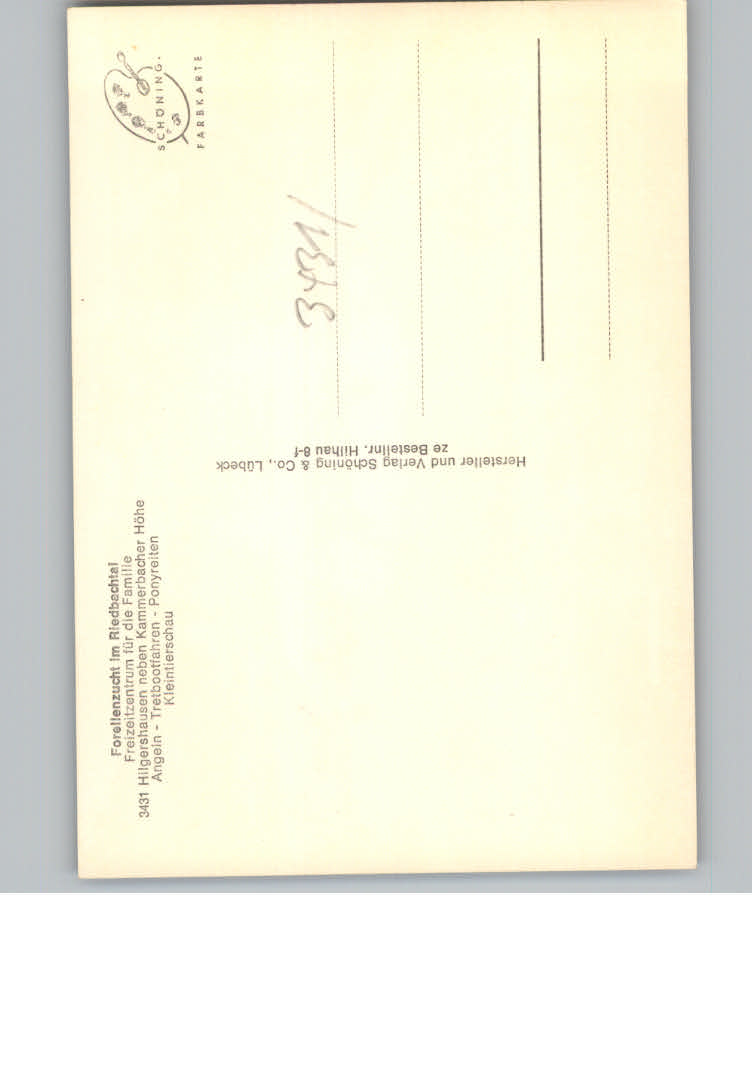 Forellenzucht im Riedbachtal
Freizeitzentrum für die Familie
3431 Hilgershausen neben Kammerbacher Höhe
Angeln - Tretbootfahren - Ponyreiten
Kleintierschau
Hersteller und Verlag Schöning & Co., Lübeck
ze Bestellnr. Hilhau 8-f
SCHÖNING-
FARBKARTE
3431